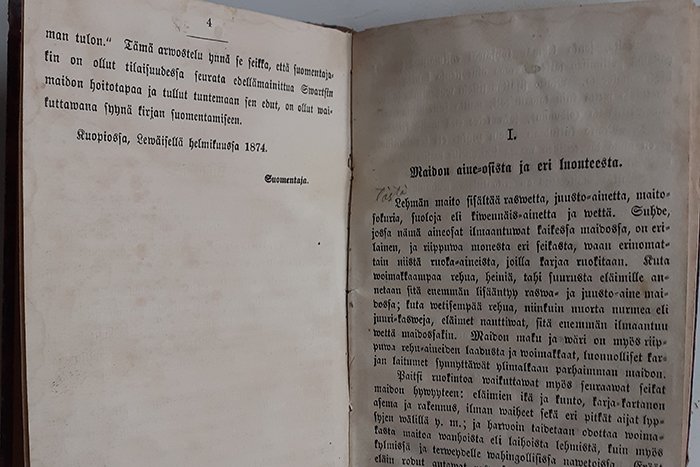 4
man tulon.“ Tämä arwostelu ynnä se seikka, että suomentaja-
kin on ollut tilaisuudessa seurata edellämainittua Swartsin
maidon hoitotapaa ja tullut tuntemaan sen edut, on ollut wai-
kuttawana syynä kirjan suomentamiseen.
Kuopiossa, Lewäisellä helmikuussa 1874.
Suomentaja.
I.
Maidon aine-osista ja eri luonteesta.
Tästä
Lehmän maito sisältää raswetta, juusto-ainetta, maito-
sokuria, suoloja eli kiwennäis-ainetta ja wettä. Suhde,
jossa nämä aineosat ilmaantuwat kaikessa maidossa, on eri-
lainen, ja riippuwa monesta eri seikasta, waan erinomat-
tain niistä ruoka-aineista, joilla karjaa ruokitaan. Kuta
woimakkaampaa rehua, heiniä, tahi suurusta eläimille an-
netaan sitä enemmän lisääntyy raswa- ja juusto-aine mai-
dossa; kuta wetisempää rehua, niinkuin nuorta nurmea eli
juuri-kasweja, eläimet nauttiwat, sitä enemmän ilmaantuu
wettä maidossakin. Maidon maku ja wäri on myös riip-
puwa rehu-aineiden laadusta ja woimakkaat, luonnolliset kar-
jan laitumet synnyttäwät ylimalkaan parhaimman maidon.
Paitsi ruokintoa waikuttawat myös seuraawat seikat
maidon hywyyteen: eläimien ikä ja kunto, karja-kartanon
asema ja rakennus, ilman waiheet sekä eri pitkät aijat lyp-
syjen wälillä y. m.; ja harwoin taidetaan odottaa woima-
kasta maitoa wanhoista eli laihoista lehmistä, kuin myös
kylmissä ja terweydelle wahingollisissa nawetoissa.
eläin rodut antawat